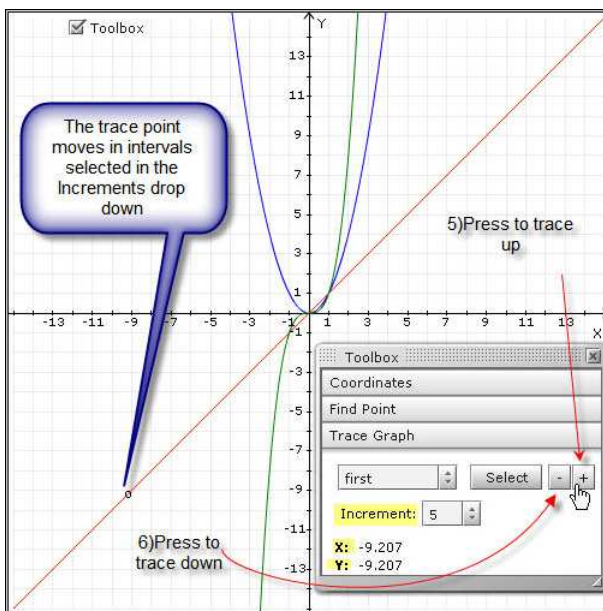 Toolbox
Y
15
13
11
9
7
5
3
1
The trace point
moves in intervals
selected in the
Increments drop
down
5)Press to trace
up
-13 -11 -9 -7 -5 -3 -1 1 3 5 7 9 11 13
X
-1
-3
-5
-7
-9
-11
-13
Toolbox
Coordinates
Find Point
Trace Graph
first Select - +
Increment: 5
X: -9.207
Y: -9.207
6)Press to
trace down